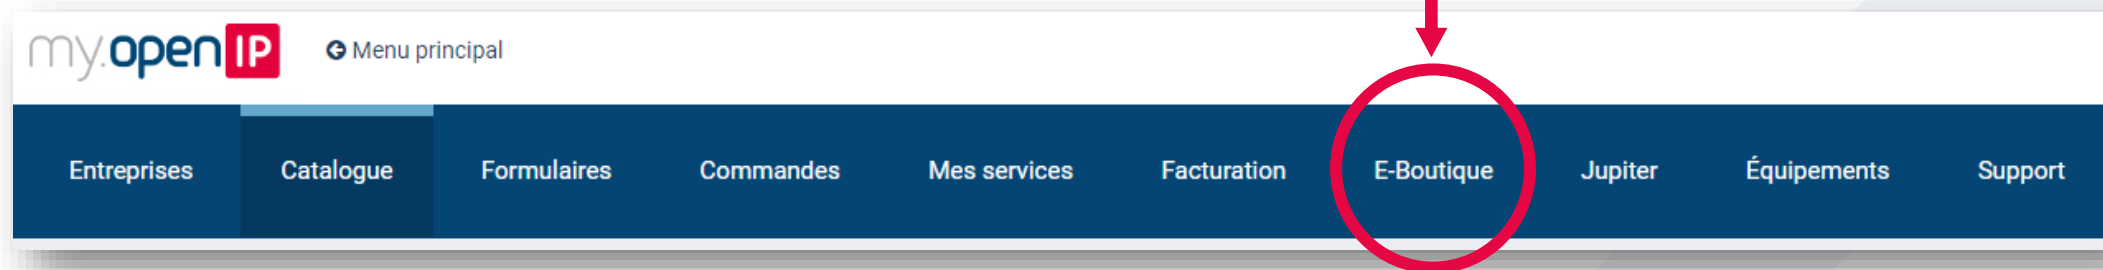 my.openIP
Menu principal
Entreprises Catalogue Formulaires Commandes Mes services Facturation E-Boutique Jupiter Équipements Support